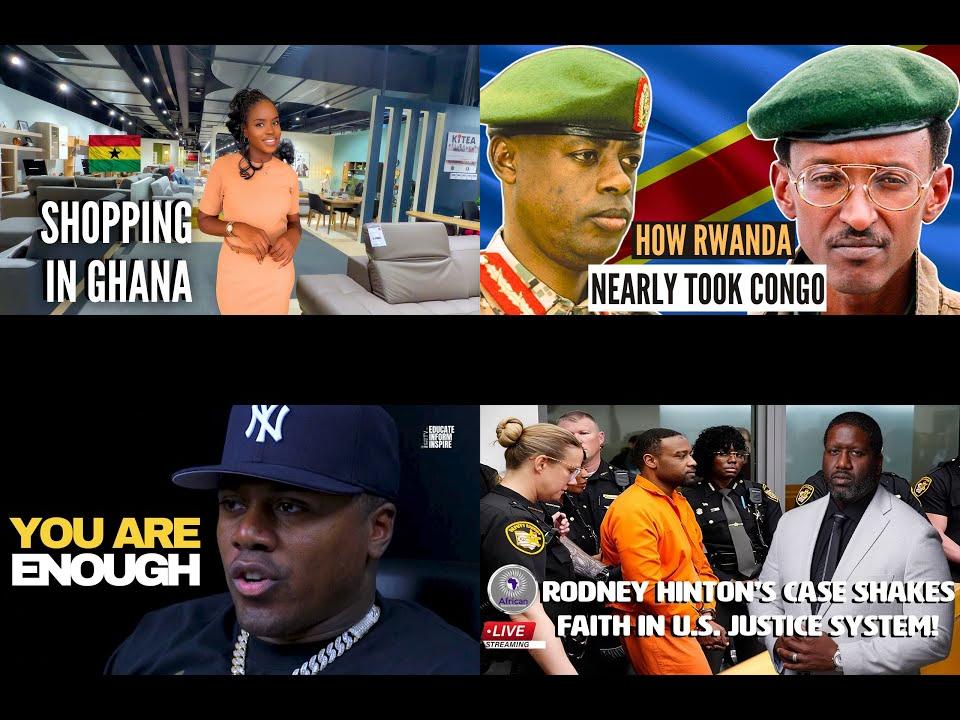 KITEA
SHOPPING
IN GHANA
HOW RWANDA
NEARLY TOOK CONGO
NY
EDUCATE
INFORM
INSPIRE
YOU ARE
ENOUGH
African
RODNEY HINTON'S CASE SHAKES
FAITH IN U.S. JUSTICE SYSTEM!
LIVE
STREAMING